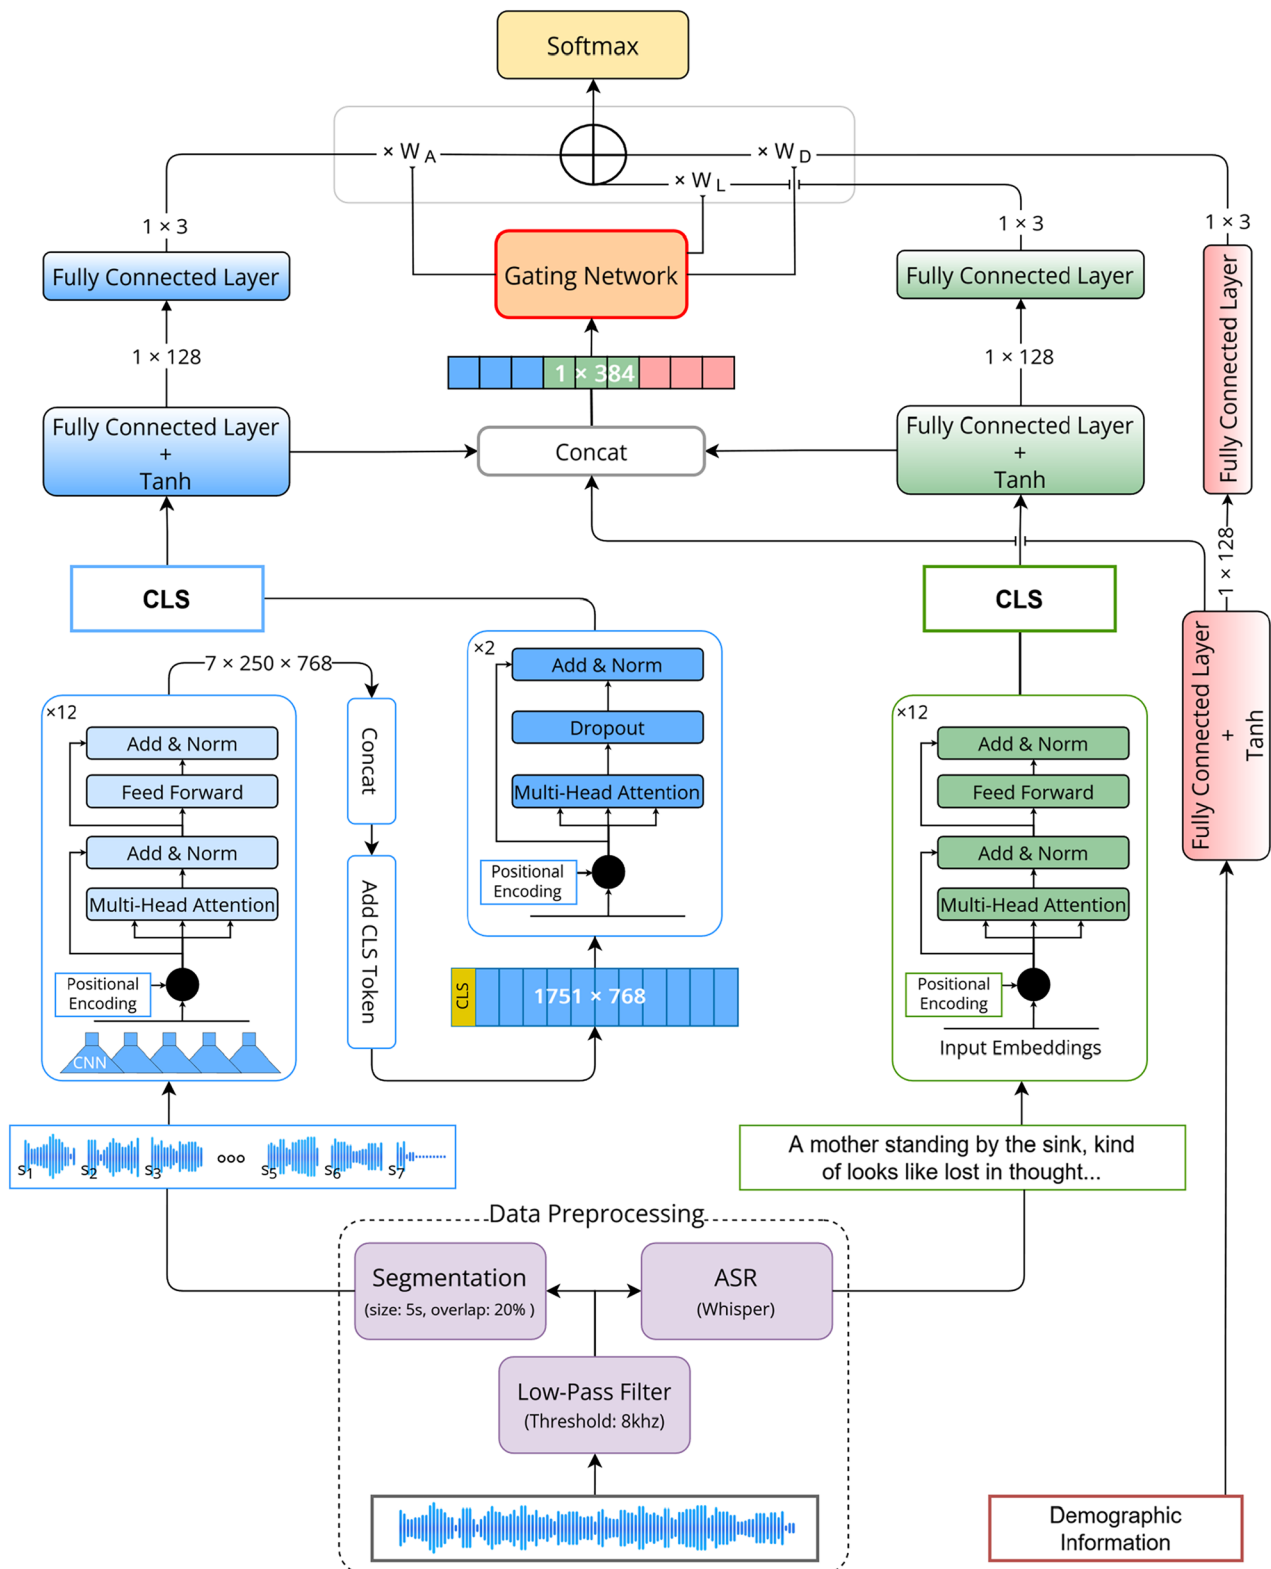 Softmax
× W A
× W D
× W L
1 × 3
1 × 3
1 × 3
Fully Connected Layer
Gating Network
Fully Connected Layer
Fully Connected Layer
1 × 128
1 × 384
1 × 128
Fully Connected Layer
+
Tanh
Concat
Fully Connected Layer
+
Tanh
1 × 128
CLS
CLS
Fully Connected Layer
+
Tanh
7 × 250 × 768
×12
Add & Norm
Feed Forward
Add & Norm
Multi-Head Attention
Positional
Encoding
CNN
Concat
Add CLS Token
×2
Add & Norm
Dropout
Multi-Head Attention
Positional
Encoding
CLS
1751 × 768
×12
Add & Norm
Feed Forward
Add & Norm
Multi-Head Attention
Positional
Encoding
Input Embeddings
s1 s2 s3 ooo s5 s6 s7
A mother standing by the sink, kind
of looks like lost in thought...
Data Preprocessing
Segmentation
(size: 5s, overlap: 20% )
ASR
(Whisper)
Low-Pass Filter
(Threshold: 8khz)
Demographic
Information